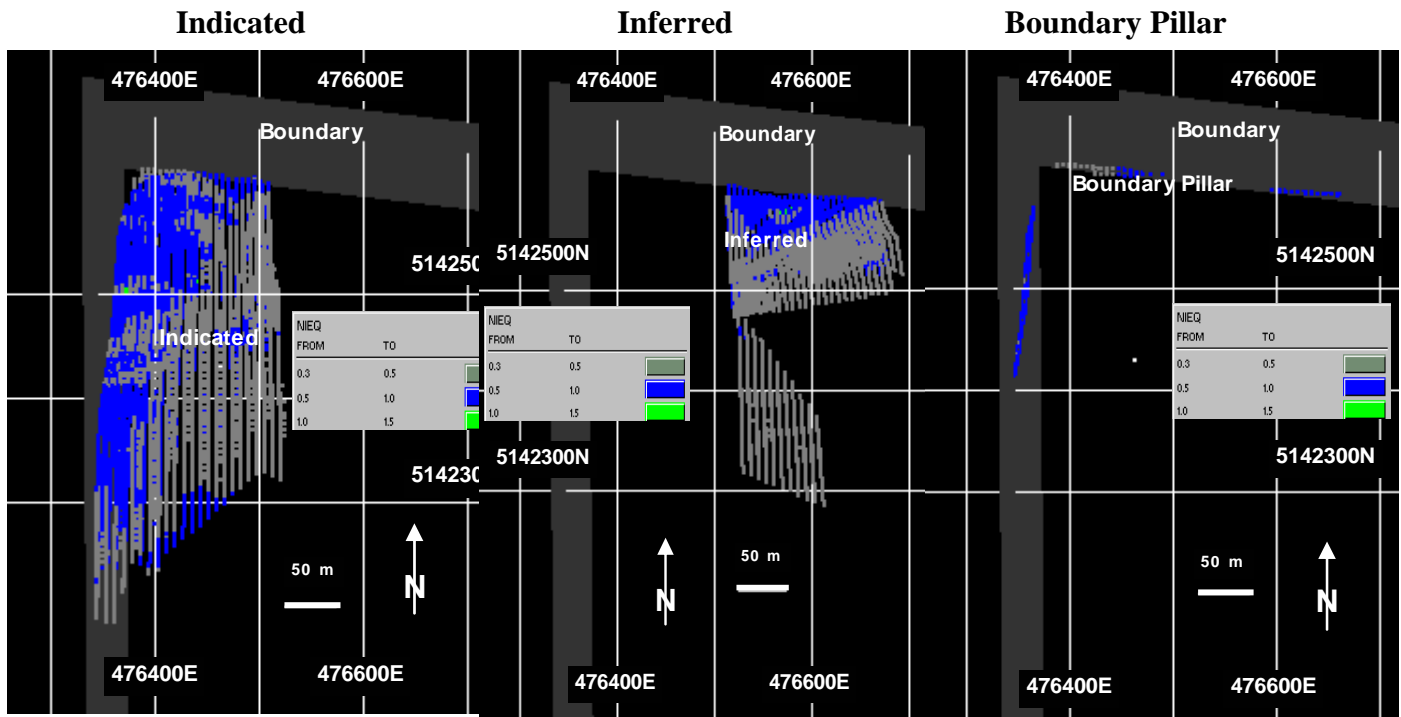 Indicated
Inferred
Boundary Pillar
476400E 476600E
Boundary
514250
Indicated
NIEQ
FROM TO
0.3 0.5
0.5 1.0
1.0 1.5
514230
50 m
N
476400E 476600E
476400E 476600E
Boundary
Inferred
5142500N
NIEQ
FROM TO
0.3 0.5
0.5 1.0
1.0 1.5
5142300N
50 m
N
476400E 476600E
476400E 476600E
Boundary
Boundary Pillar
5142500N
NIEQ
FROM TO
0.3 0.5
0.5 1.0
1.0 1.5
5142300N
50 m
N
476400E 476600E